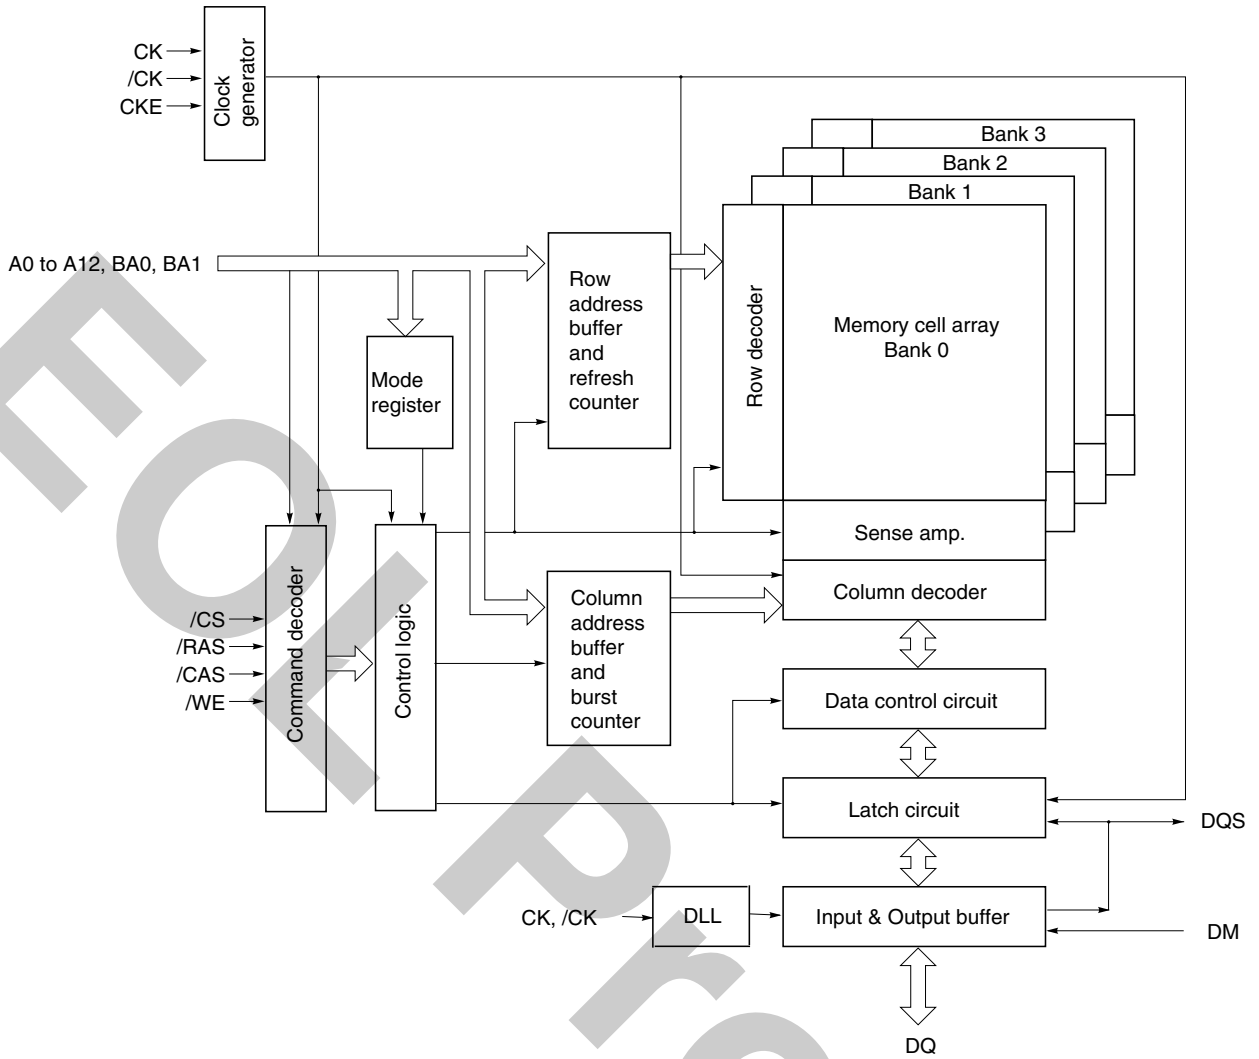 CK
/CK
CKE
Clock
generator
Bank 3
Bank 2
Bank 1
A0 to A12, BA0, BA1
Row
address
buffer
and
refresh
counter
Row decoder
Memory cell array
Bank 0
Mode
register
Sense amp.
Column decoder
Command decoder
Control logic
Column
address
buffer
and
burst
counter
/CS
/RAS
/CAS
/WE
Data control circuit
Latch circuit
DQS
CK, /CK
DLL
Input & Output buffer
DM
DQ
EOL Pro